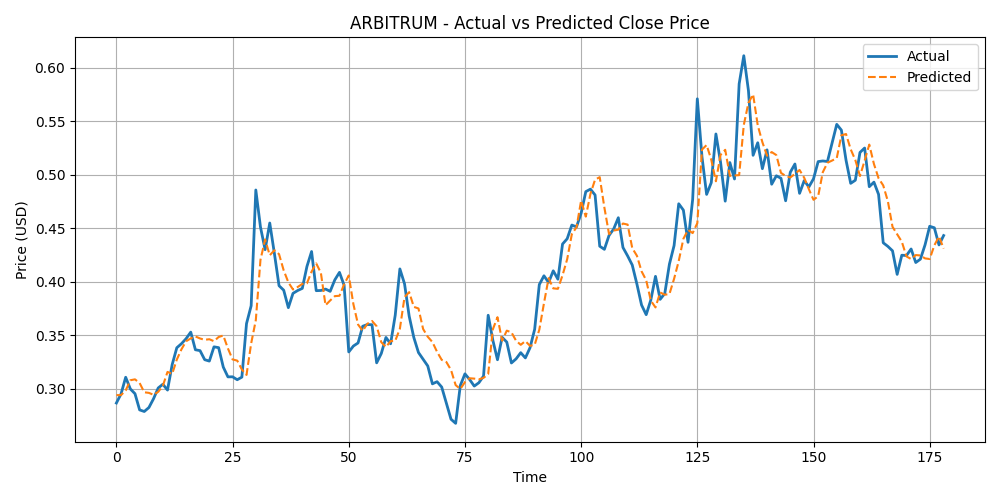 ARBITRUM - Actual vs Predicted Close Price
Actual
Predicted
Price (USD)
0.60
0.55
0.50
0.45
0.40
0.35
0.30
0 25 50 75 100 125 150 175
Time